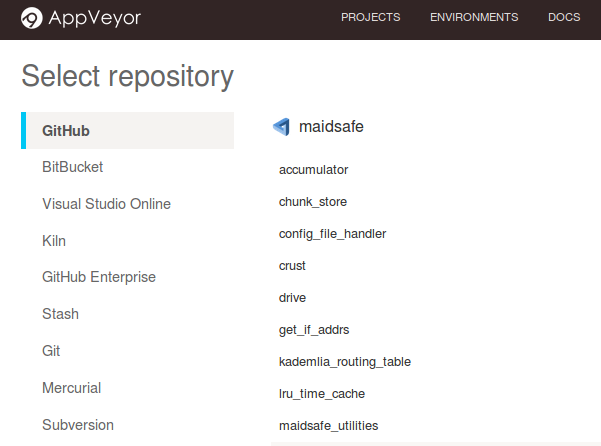 AppVeyor PROJECTS ENVIRONMENTS DOCS
Select repository
GitHub
BitBucket
Visual Studio Online
Kiln
GitHub Enterprise
Stash
Git
Mercurial
Subversion
maidsafe
accumulator
chunk_store
config_file_handler
crust
drive
get_if_addrs
kademlia_routing_table
lru_time_cache
maidsafe_utilities